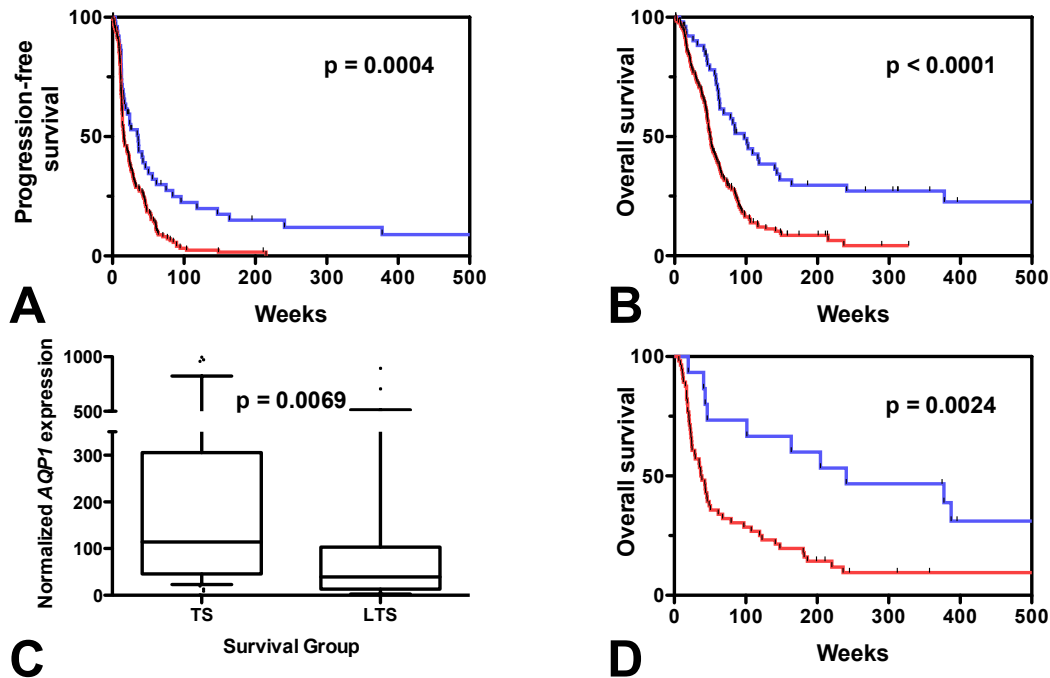 100
50
0
Progression-free
survival
p = 0.0004
0 100 200 300 400 500
Weeks
A
100
50
0
Overall survival
p < 0.0001
0 100 200 300 400 500
Weeks
B
1000
500
300
200
100
0
Normalized AQP1 expression
p = 0.0069
TS LTS
Survival Group
C
100
50
0
Overall survival
p = 0.0024
0 100 200 300 400 500
Weeks
D